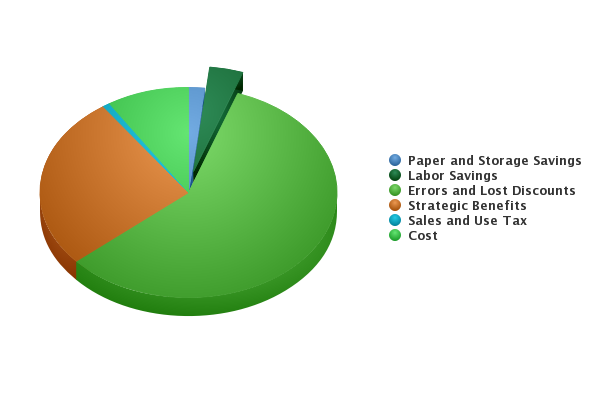 Paper and Storage Savings
Labor Savings
Errors and Lost Discounts
Strategic Benefits
Sales and Use Tax
Cost